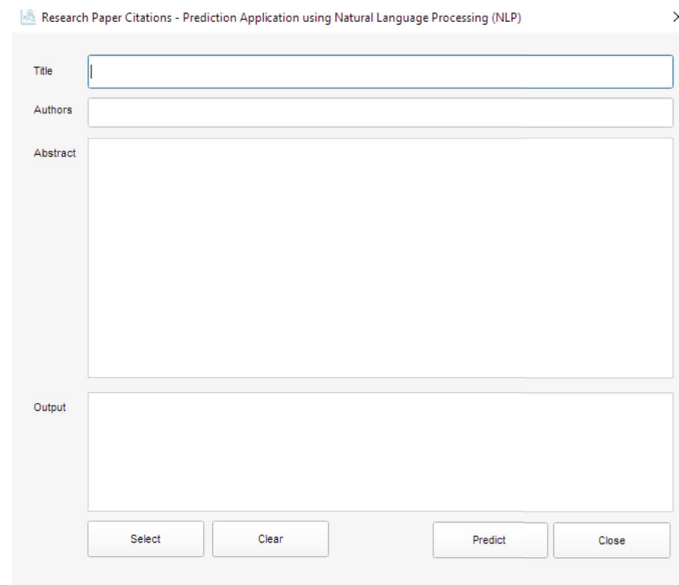 Research Paper Citations - Prediction Application using Natural Language Processing (NLP)
Title
Authors
Abstract
Output
Select Clear Predict Close